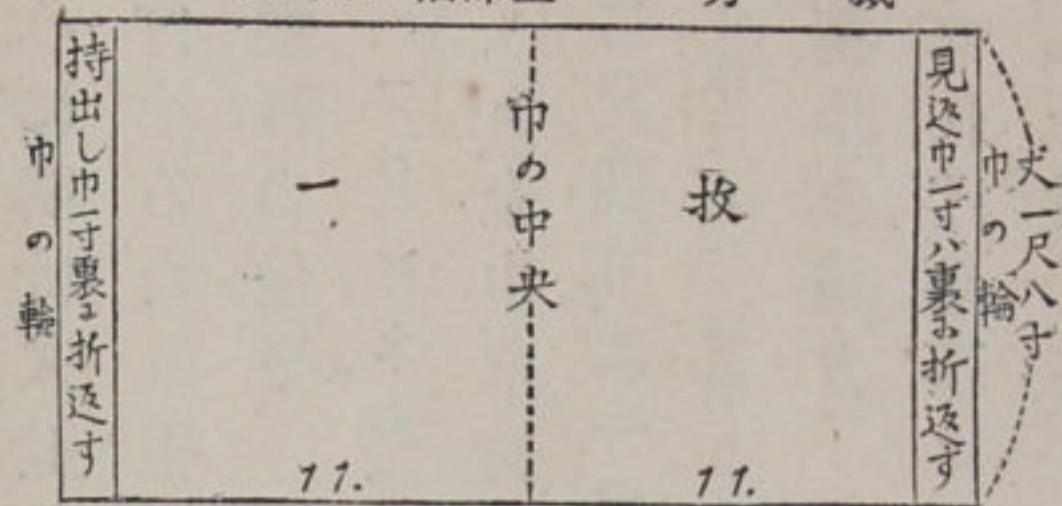 丈一尺八寸
巾の輪
見返巾一寸ハ裏に折返す
一枚
巾の中央
持出し巾一寸裏に折返す
巾の輪
11.
11.